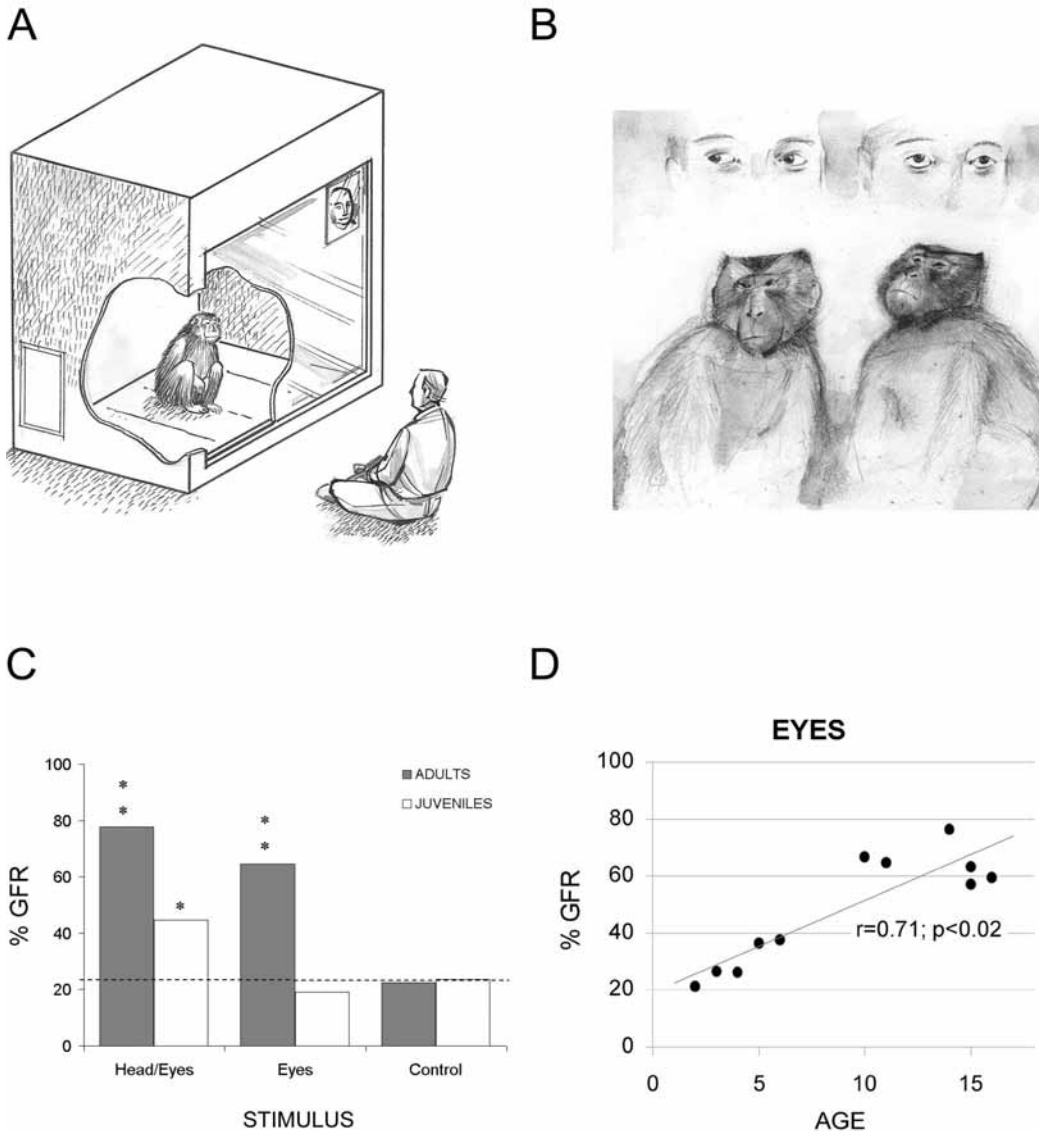 A
B
C
100
80
60
40
20
0
% GFR
* *
*
* *
ADULTS
JUVENILES
Head/Eyes
Eyes
Control
STIMULUS
D
EYES
100
80
60
40
20
0
% GFR
r=0.71; p<0.02
0
5
10
15
AGE